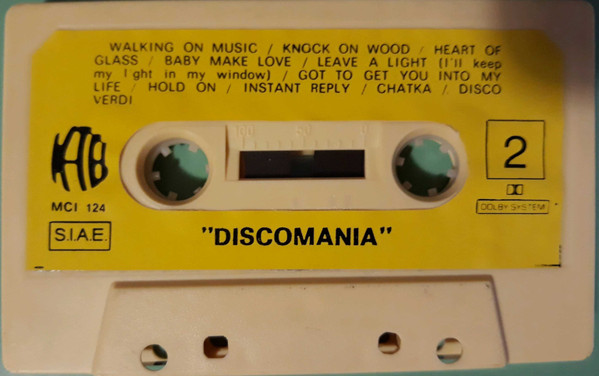 WALKING ON MUSIC / KNOCK ON WOOD / HEART OF
GLASS / BABY MAKE LOVE / LEAVE A LIGHT (I'll keep
my l ght in my window) / GOT TO GET YOU INTO MY
LIFE / HOLD ON / INSTANT REPLY / CHATKA / DISCO
VERDI
100 50 0
KTB
2
MCI 124
DOLBY SYSTEM
S.I.A.E.
"DISCOMANIA"